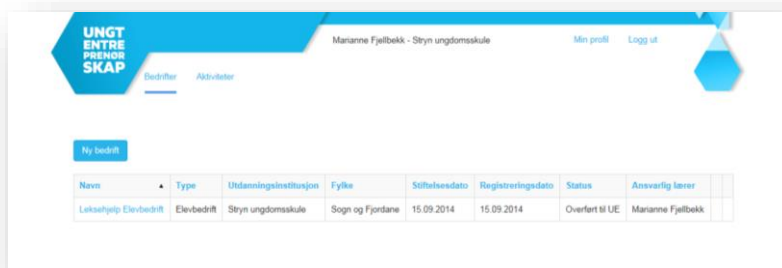 UNGT
ENTRE
PRENØR
SKAP
Marianne Fjellbekk - Stryn ungdomsskule
Min profil
Logg ut
Bedrifter
Aktiviteter
Ny bedrift
Navn ▲ Type Utdanningsinstitusjon Fylke Stiftelsesdato Registreringsdato Status Ansvarlig lærer
Leksehjelp Elevbedrift Elevbedrift Stryn ungdomsskule Sogn og Fjordane 15.09.2014 15.09.2014 Overført til UE Marianne Fjellbekk